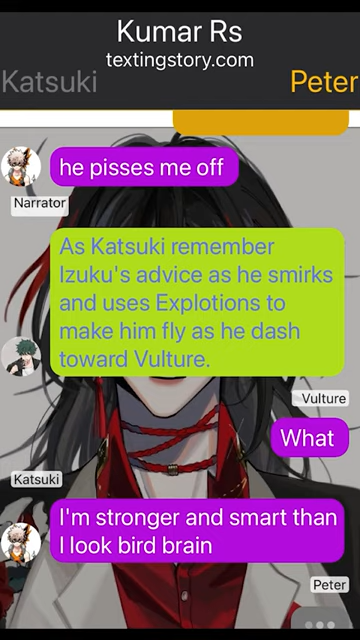 Kumar Rs
textingstory.com
Katsuki
Peter
he pisses me off
Narrator
As Katsuki remember
Izuku's advice as he smirks
and uses Explotions to
make him fly as he dash
toward Vulture.
Vulture
What
Katsuki
I'm stronger and smart than
I look bird brain
Peter